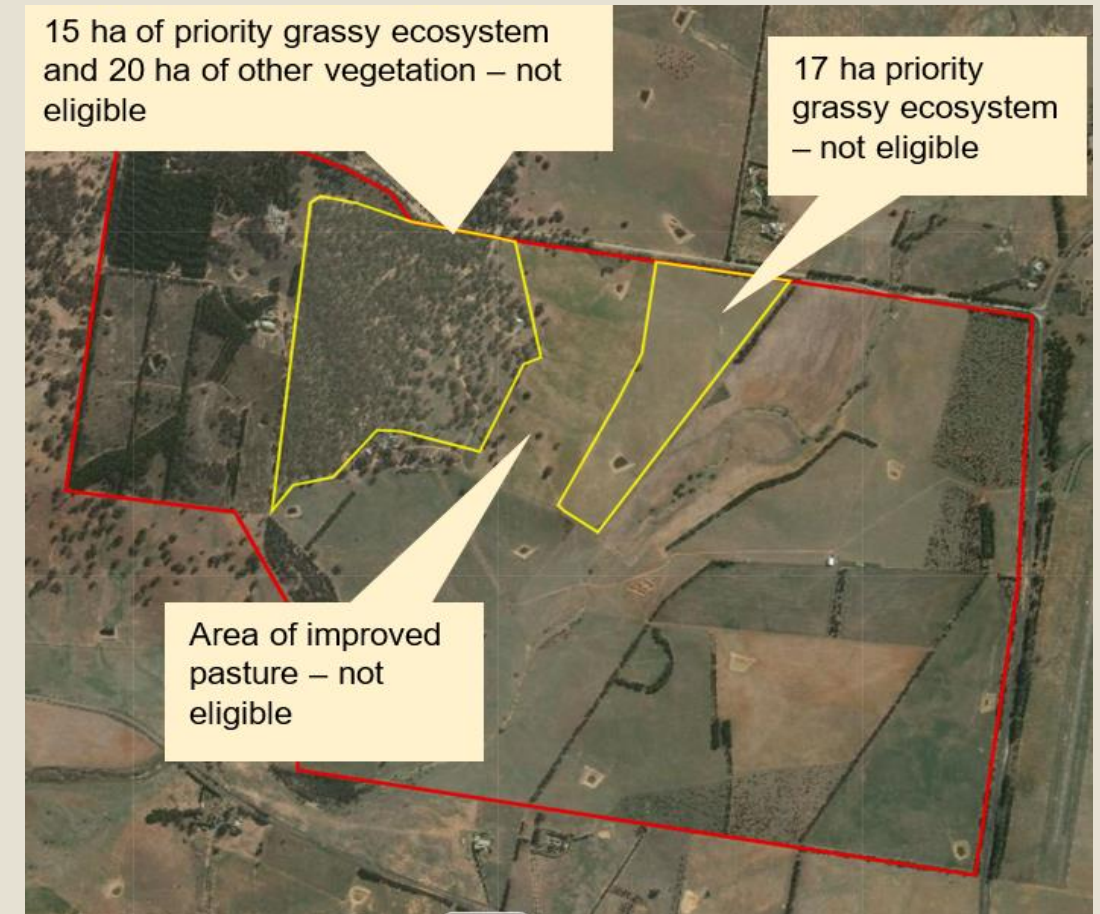 15 ha of priority grassy ecosystem
and 20 ha of other vegetation – not
eligible
17 ha priority
grassy ecosystem
– not eligible
Area of improved
pasture – not
eligible